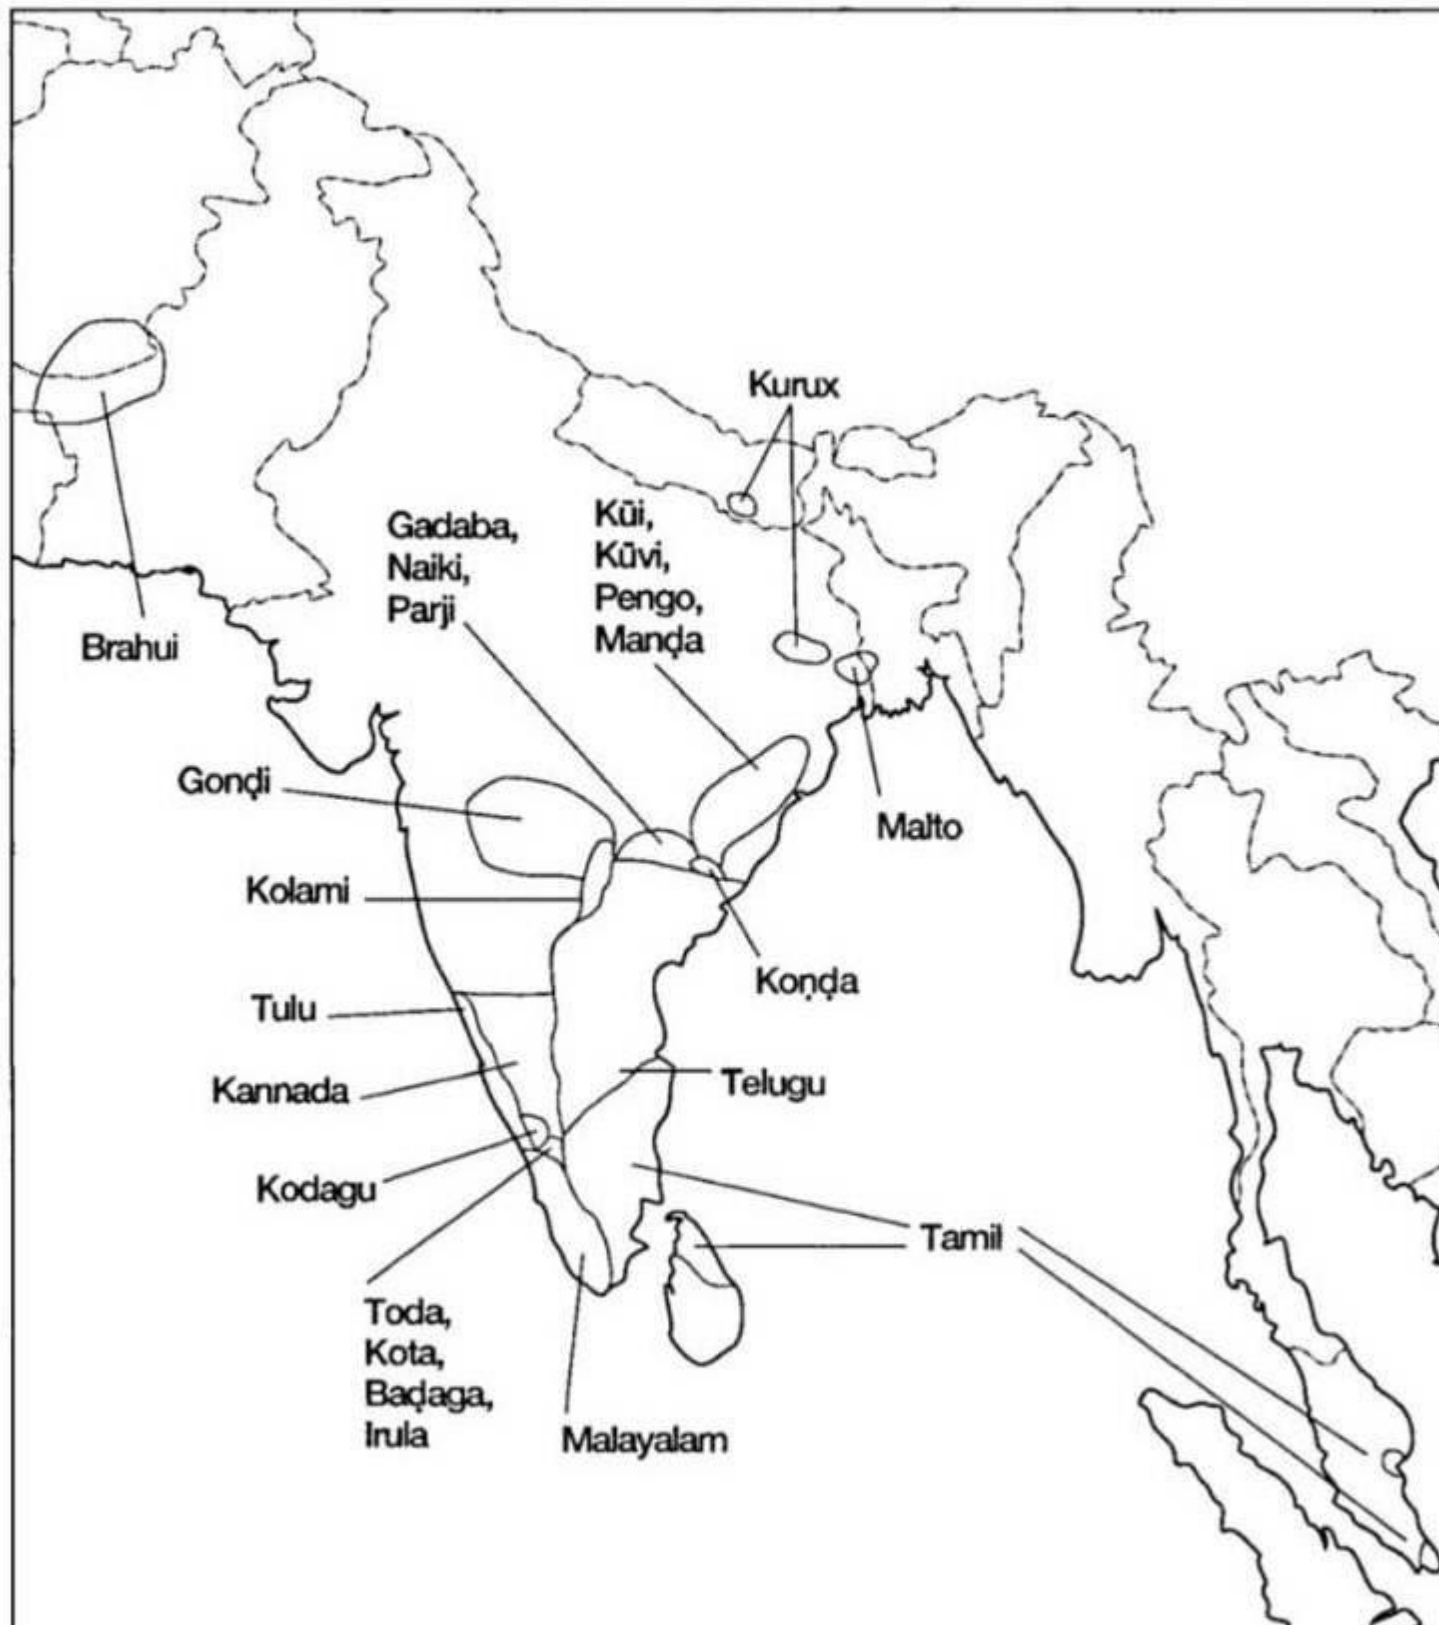 Kurux
Gadaba,
Naiki,
Parji
Kūi,
Kūvi,
Pengo,
Manḍa
Brahui
Gonḍi
Malto
Kolami
Koṇḍa
Tulu
Kannada
Telugu
Kodagu
Tamil
Toda,
Kota,
Baḍaga,
Irula
Malayalam